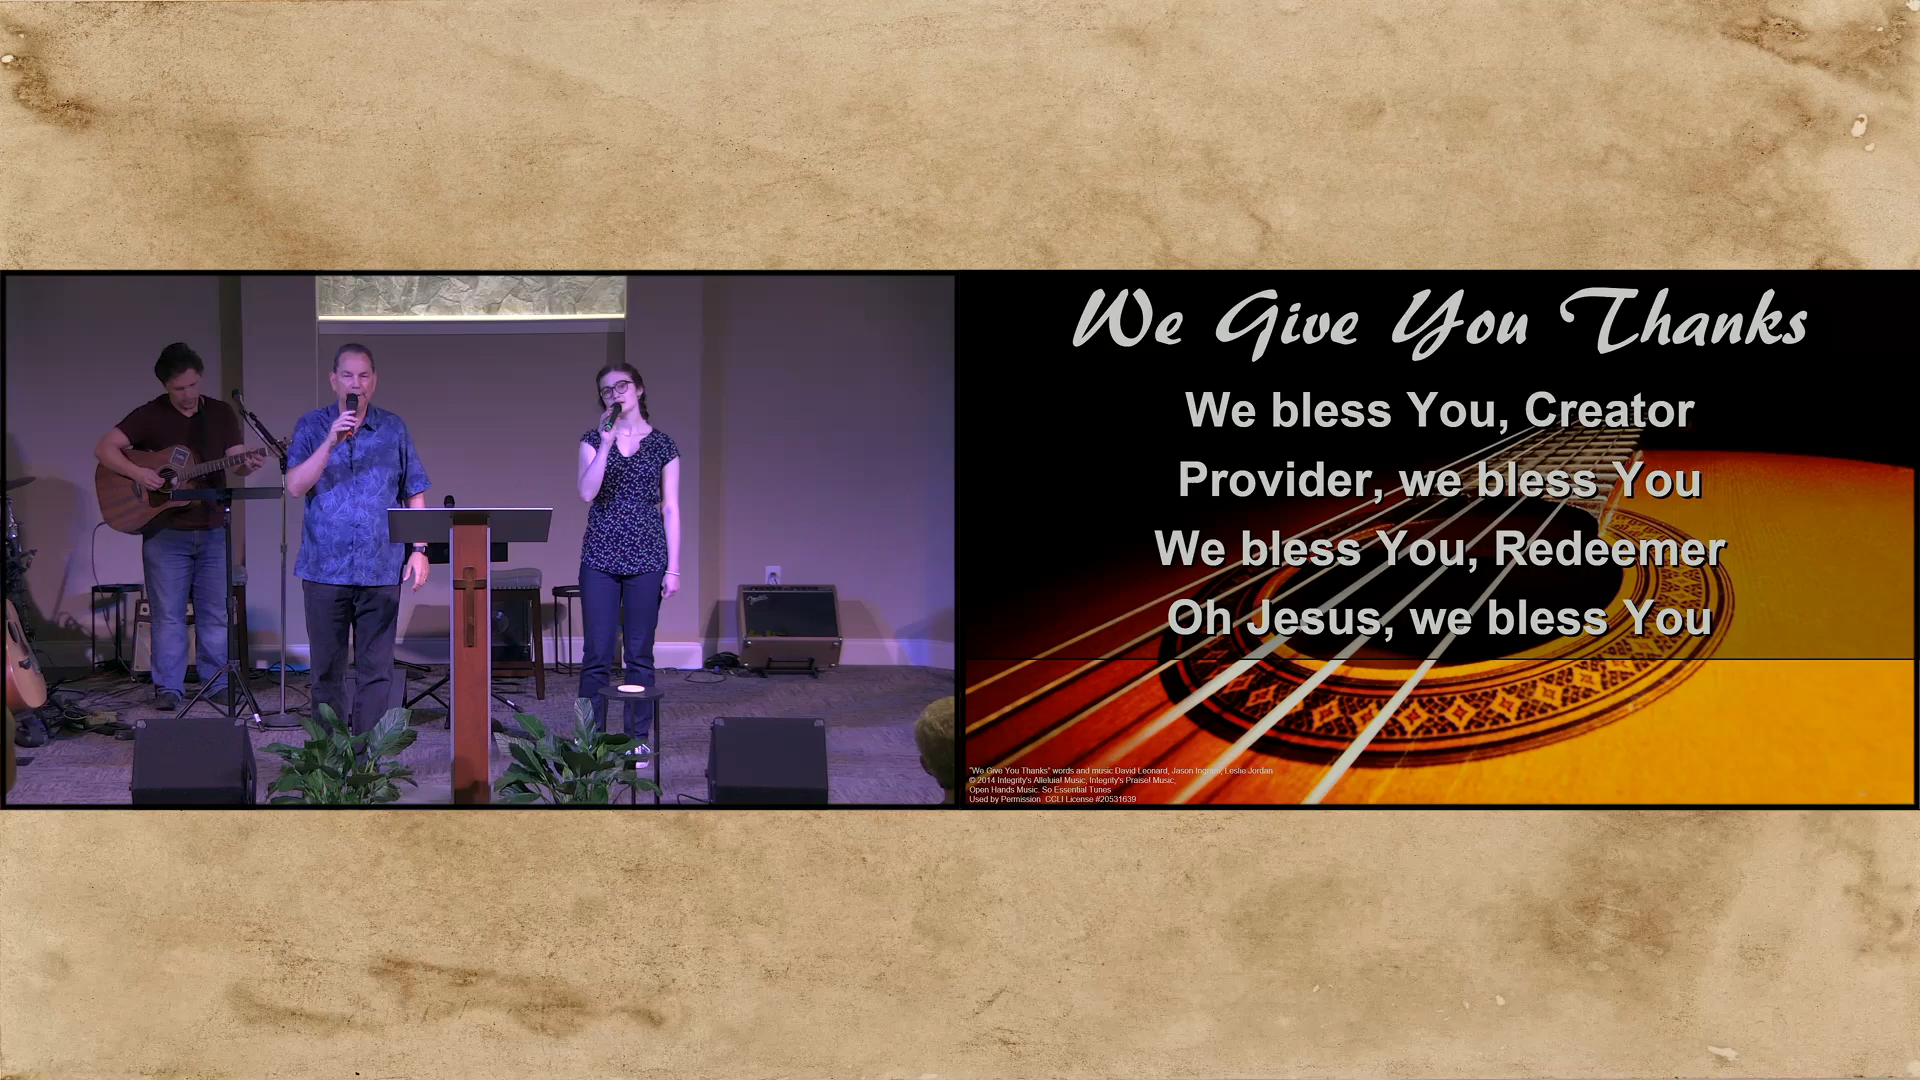 We Give You Thanks
We bless You, Creator
Provider, we bless You
We bless You, Redeemer
Oh Jesus, we bless You
"We Give You Thanks" words and music David Leonard, Jason Ingram, Leslie Jordan
© 2014 Integrity's Alleluia! Music, Integrity's Praise! Music,
Open Hands Music. So Essential Tunes
Used by Permission CCLI License #20531639
Fender